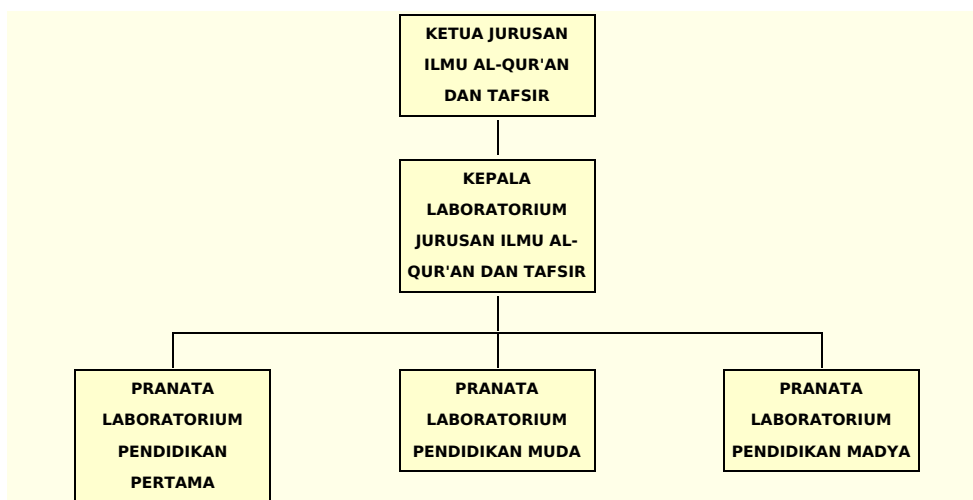 KETUA JURUSAN
ILMU AL-QUR'AN
DAN TAFSIR
KEPALA
LABORATORIUM
JURUSAN ILMU AL-
QUR'AN DAN TAFSIR
PRANATA
LABORATORIUM
PENDIDIKAN
PERTAMA
PRANATA
LABORATORIUM
PENDIDIKAN MUDA
PRANATA
LABORATORIUM
PENDIDIKAN MADYA